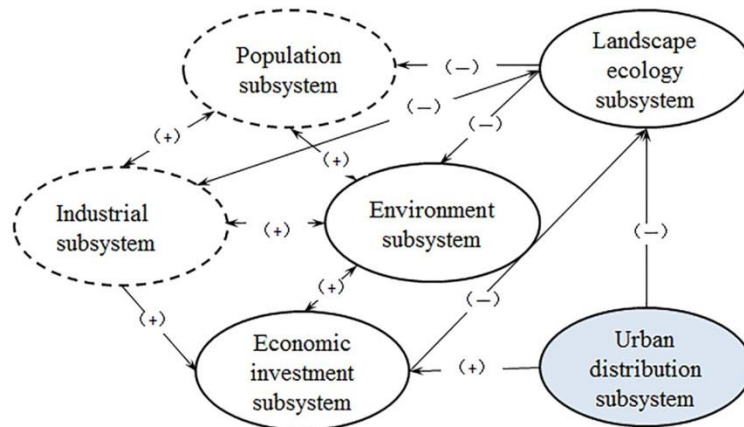 Population
subsystem
(—)
Landscape
ecology
subsystem
(—)
(+)
(—)
(+)
Industrial
subsystem
(+)
Environment
subsystem
(—)
(+)
(—)
(+)
Economic
investment
subsystem
(+)
Urban
distribution
subsystem